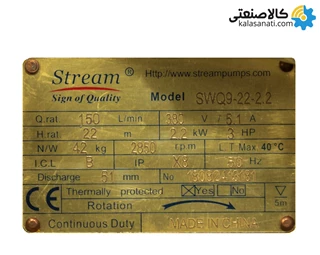 کالاصنعتی
kalasanati.com
Stream®
Sign of Quality
Http://www.streampumps.com
Model SWQ9-22-2.2
Q.rat 150 L/min 380 V / 6.1 A
H.rat 22 m 2.2 kW 3 HP
N/W 42 kg 2850 r.p.m L.T Max 40°C
I.C.L B IP X8 50 Hz
Discharge 51 mm No
CE Thermally protected Yes No
Rotation 5m
Continuous Duty MADE IN CHINA